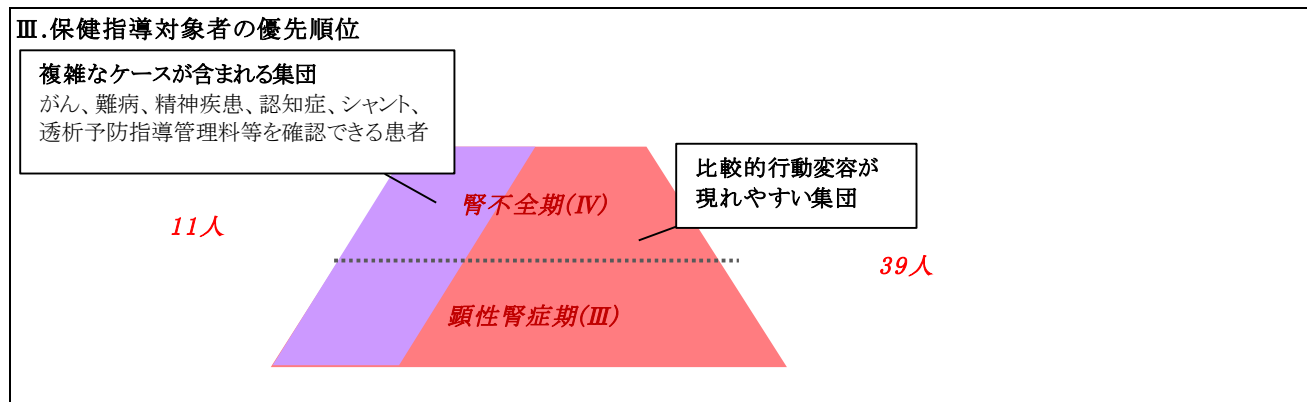 Ⅲ.保健指導対象者の優先順位
複雑なケースが含まれる集団
がん、難病、精神疾患、認知症、シャント、
透析予防指導管理料等を確認できる患者
比較的行動変容が
現れやすい集団
腎不全期(Ⅳ)
11人
39人
顕性腎症期(Ⅲ)